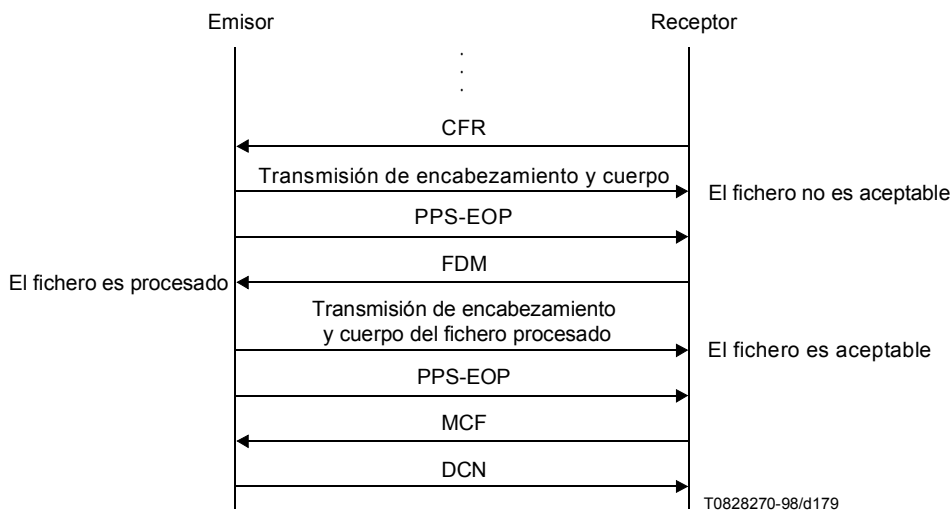 Emisor
Receptor
.
.
.
CFR
Transmisión de encabezamiento y cuerpo
El fichero no es aceptable
PPS-EOP
FDM
El fichero es procesado
Transmisión de encabezamiento
y cuerpo del fichero procesado
El fichero es aceptable
PPS-EOP
MCF
DCN
T0828270-98/d179